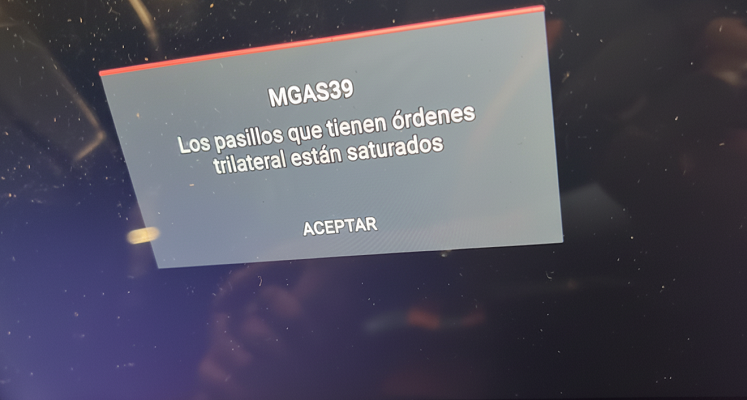 MGAS39
Los pasillos que tienen órdenes
trilateral están saturados
ACEPTAR